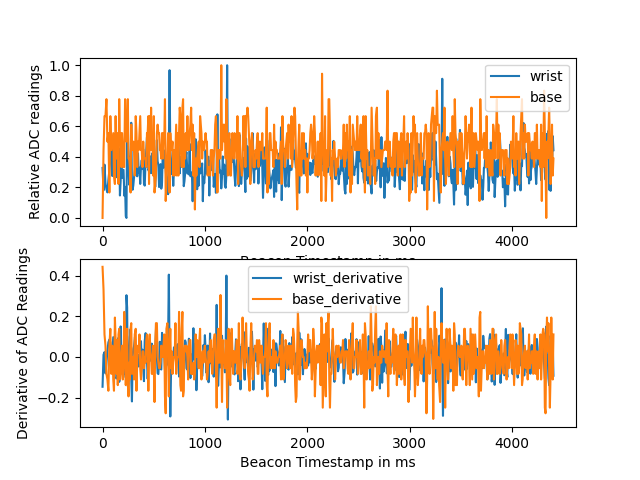 Relative ADC readings
1.0
0.8
0.6
0.4
0.2
0.0
wrist
base
0 1000 2000 3000 4000
Beacon Timestamp in ms
Derivative of ADC Readings
0.4
0.2
0.0
−0.2
wrist_derivative
base_derivative
0 1000 2000 3000 4000
Beacon Timestamp in ms